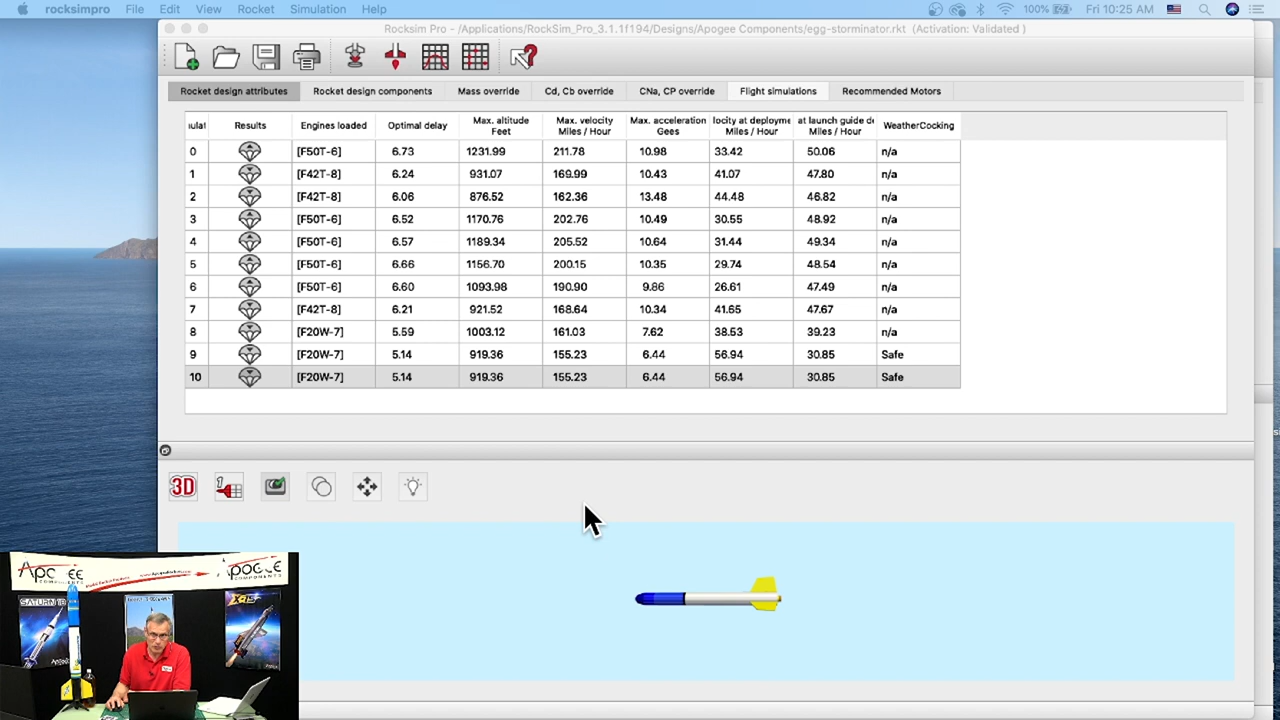 rocksimpro File Edit View Rocket Simulation Help 100% Fri 10:25 AM
Rocksim Pro - /Applications/RockSim_Pro_3.1.1f194/Designs/Apogee Components/egg-storminator.rkt (Activation: Validated )
Rocket design attributes Rocket design components Mass override Cd, Cb override CNa, CP override Flight simulations Recommended Motors
ıulat Results Engines loaded Optimal delay Max. altitude Feet Max. velocity Miles / Hour Max. acceleration Gees locity at deployme Miles / Hour at launch guide de Miles / Hour WeatherCocking
0 [F50T-6] 6.73 1231.99 211.78 10.98 33.42 50.06 n/a
1 [F42T-8] 6.24 931.07 169.99 10.43 41.07 47.80 n/a
2 [F42T-8] 6.06 876.52 162.36 13.48 44.48 46.82 n/a
3 [F50T-6] 6.52 1170.76 202.76 10.49 30.55 48.92 n/a
4 [F50T-6] 6.57 1189.34 205.52 10.64 31.44 49.34 n/a
5 [F50T-6] 6.66 1156.70 200.15 10.35 29.74 48.54 n/a
6 [F50T-6] 6.60 1093.98 190.90 9.86 26.61 47.49 n/a
7 [F42T-8] 6.21 921.52 168.64 10.34 41.65 47.67 n/a
8 [F20W-7] 5.59 1003.12 161.03 7.62 38.53 39.23 n/a
9 [F20W-7] 5.14 919.36 155.23 6.44 56.94 30.85 Safe
10 [F20W-7] 5.14 919.36 155.23 6.44 56.94 30.85 Safe
3D 1
Apogee Components
Apogee Components
SATURN 1B